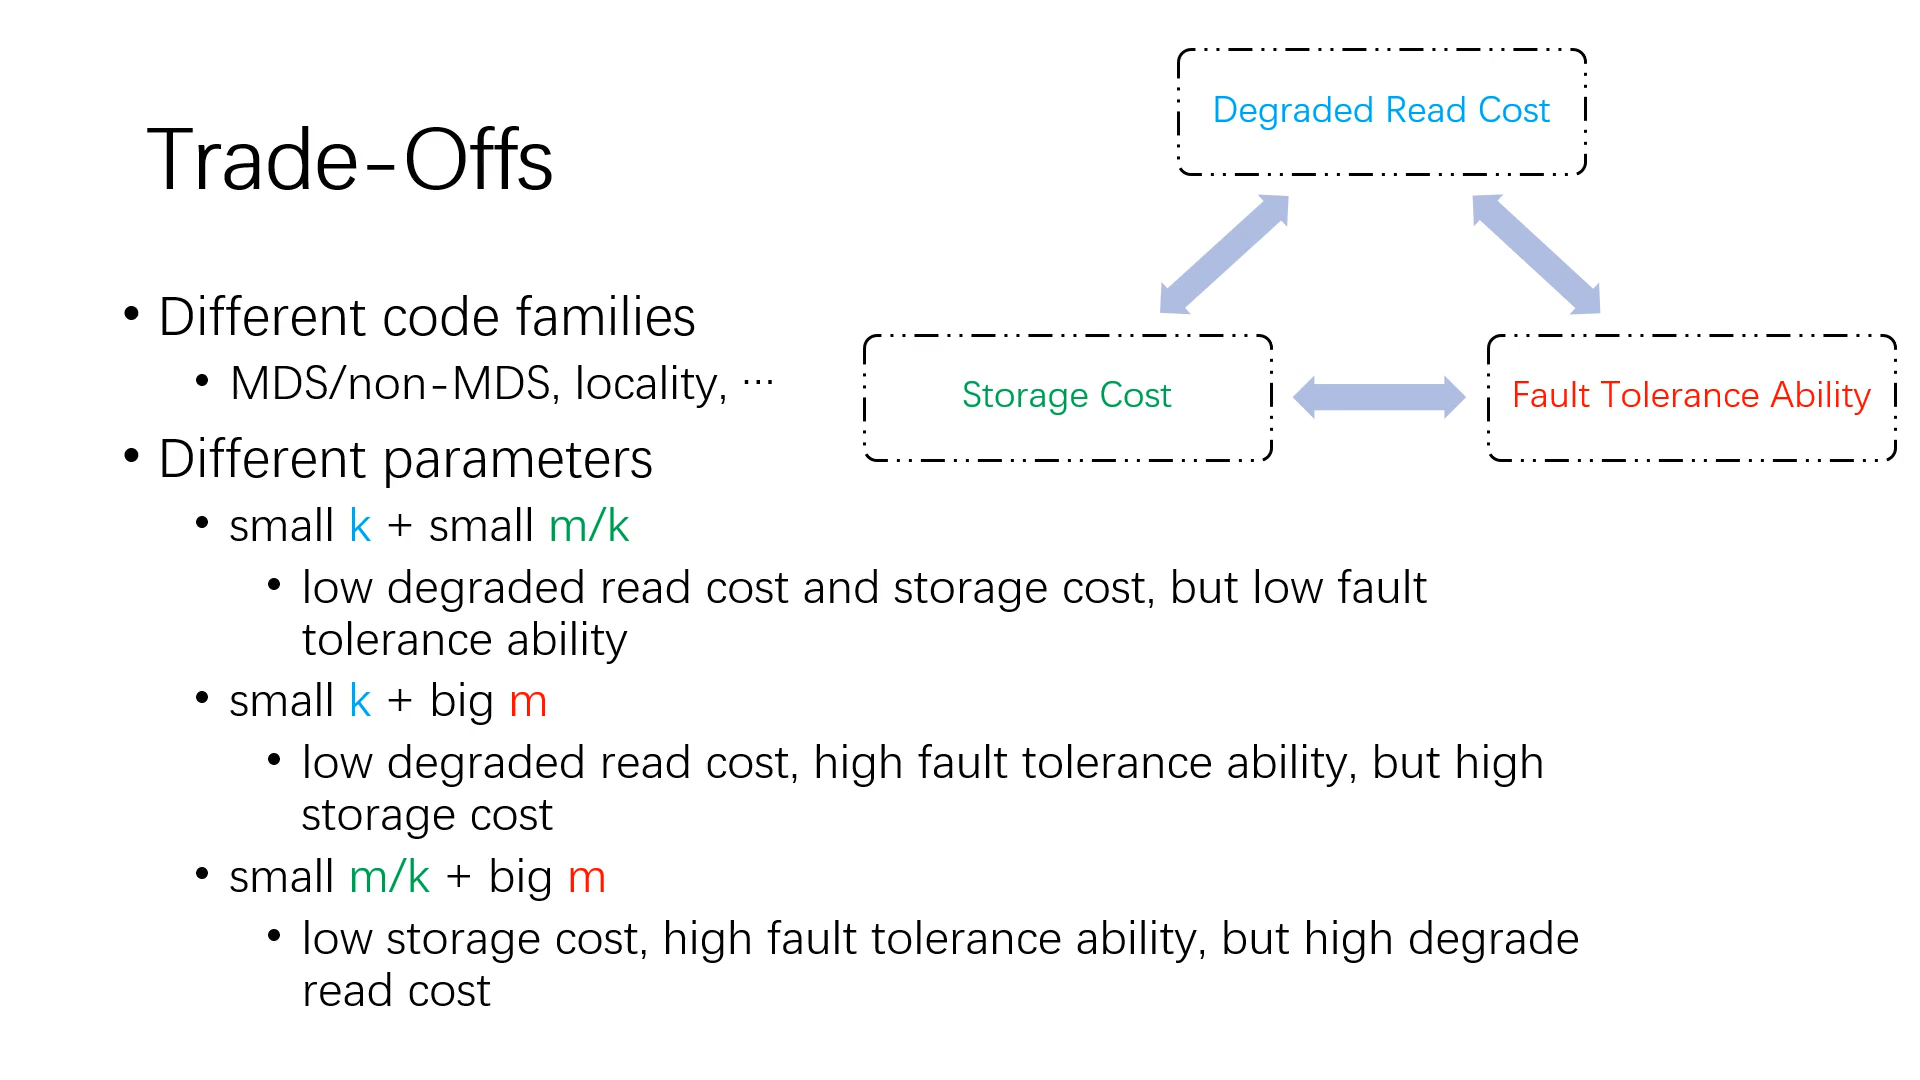 Trade-Offs
Degraded Read Cost
Storage Cost
Fault Tolerance Ability
• Different code families
• MDS/non-MDS, locality, ⋯
• Different parameters
• small k + small m/k
• low degraded read cost and storage cost, but low fault
tolerance ability
• small k + big m
• low degraded read cost, high fault tolerance ability, but high
storage cost
• small m/k + big m
• low storage cost, high fault tolerance ability, but high degrade
read cost